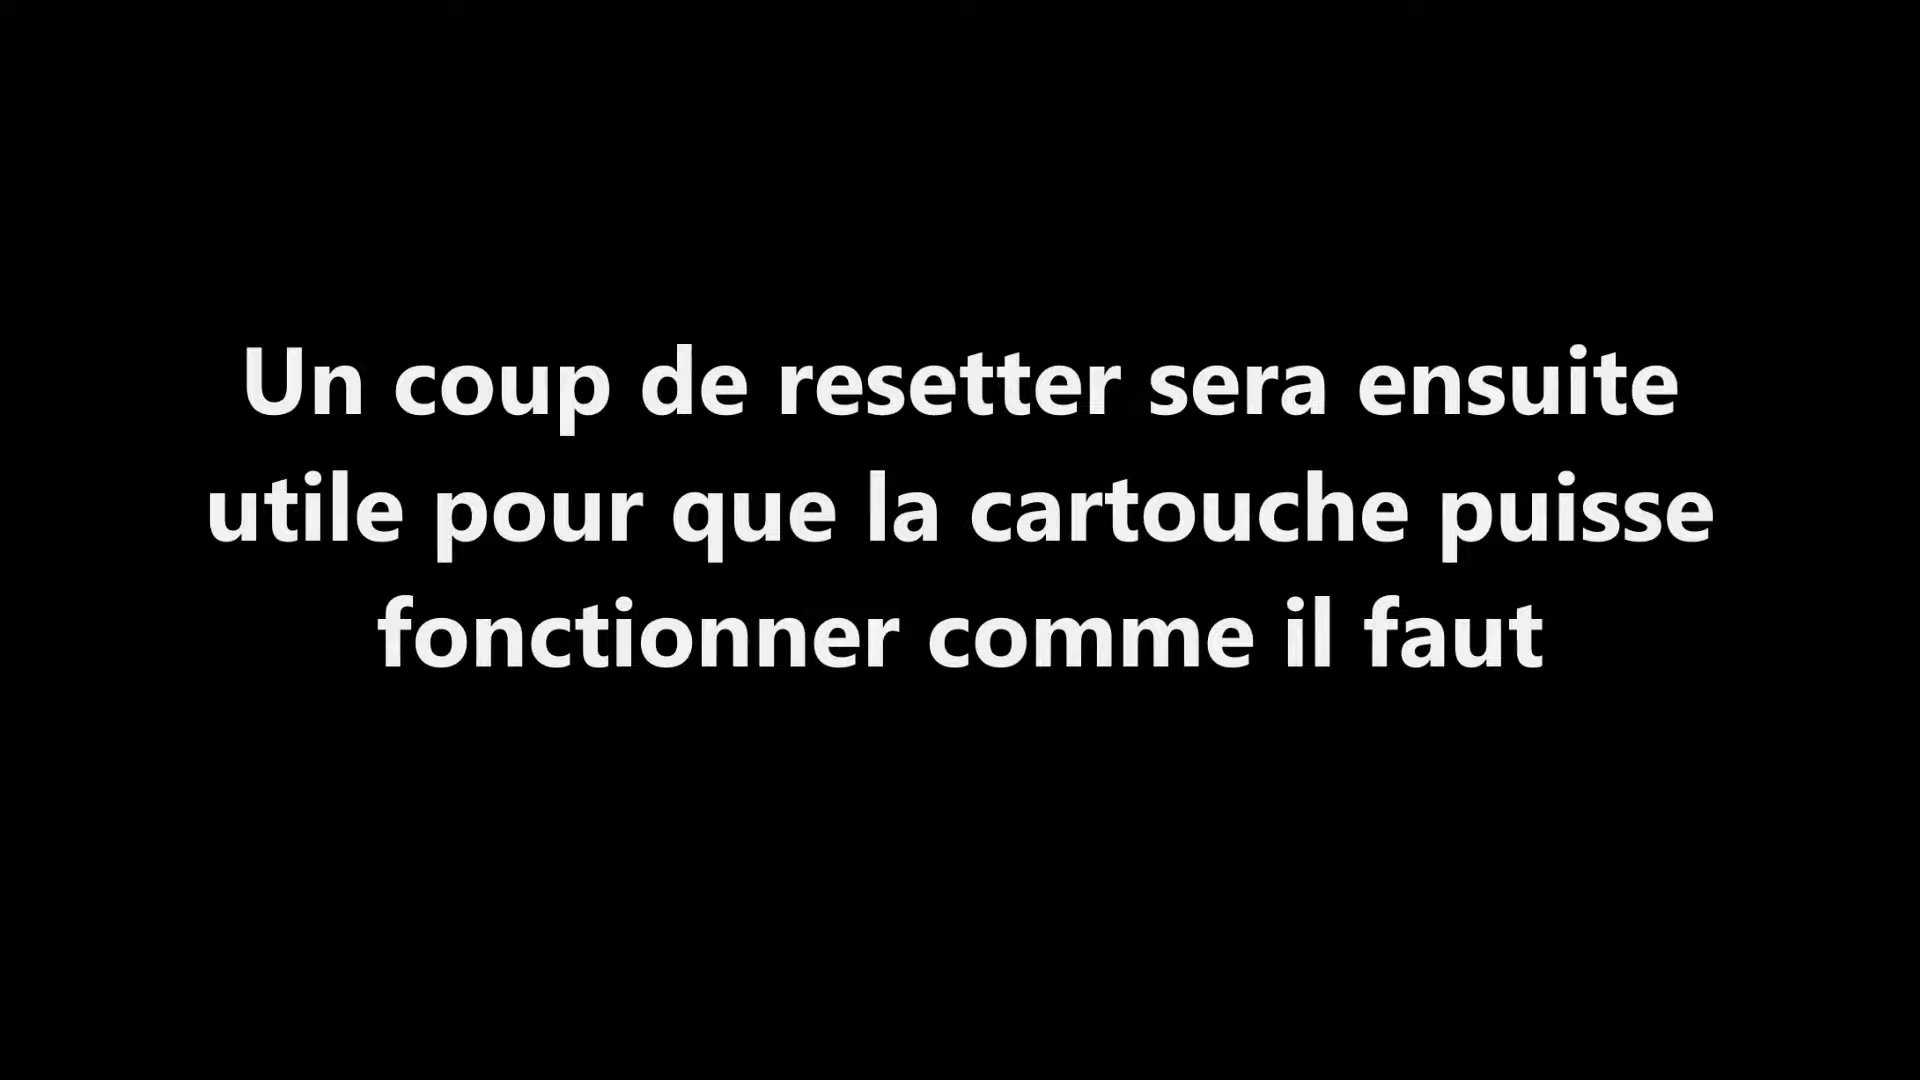 Un coup de resetter sera ensuite
utile pour que la cartouche puisse
fonctionner comme il faut